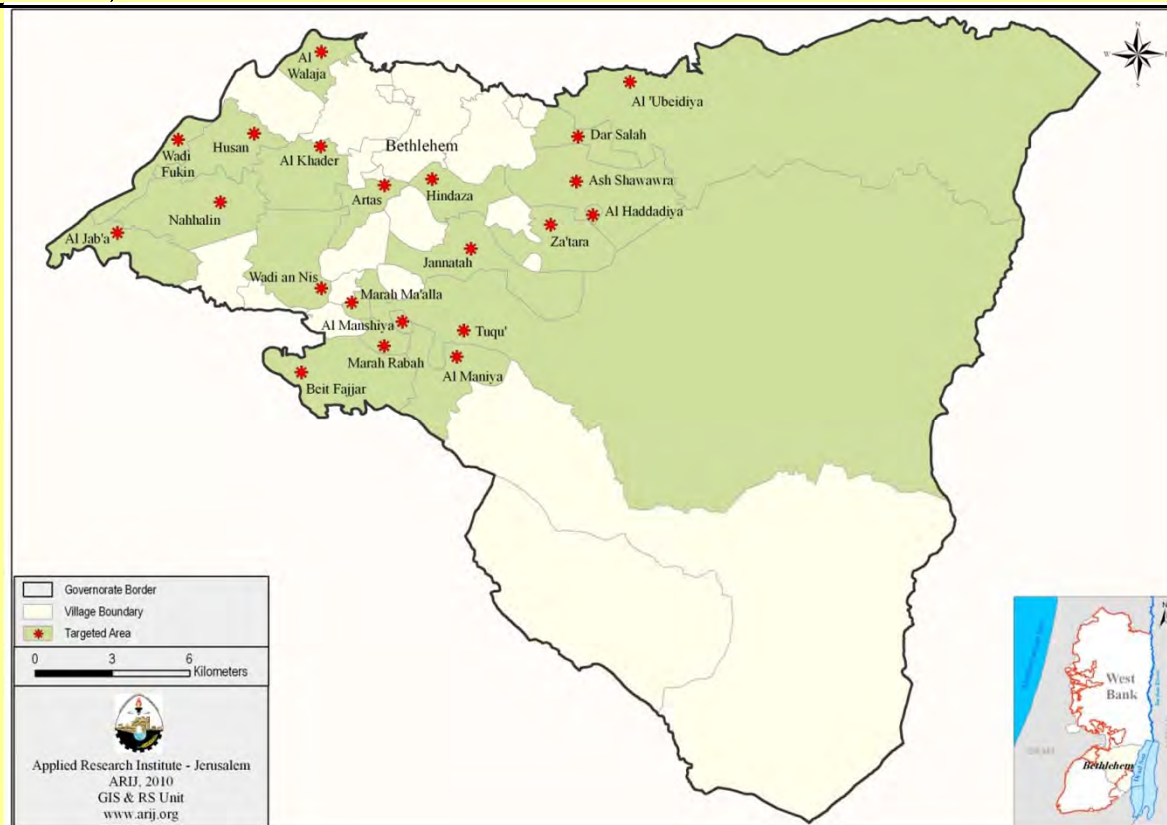 N
W
S
Al
Walaja
Al 'Ubeidiya
Dar Salah
Husan
Wadi
Fukin
Al Khader
Bethlehem
Ash Shawawra
Artas
Hindaza
Al Haddadiya
Nahhalin
Za'tara
Al Jab'a
Jannatah
Wadi an Nis
Marah Ma'alla
Al Manshiya
Tuqu'
Marah Rabah
Al Maniya
Beit Fajjar
Governorate Border
Village Boundary
Targeted Area
0 3 6
Kilometers
Applied Research Institute - Jerusalem
ARIJ, 2010
GIS & RS Unit
www.arij.org
N
West
Bank
Bethlehem